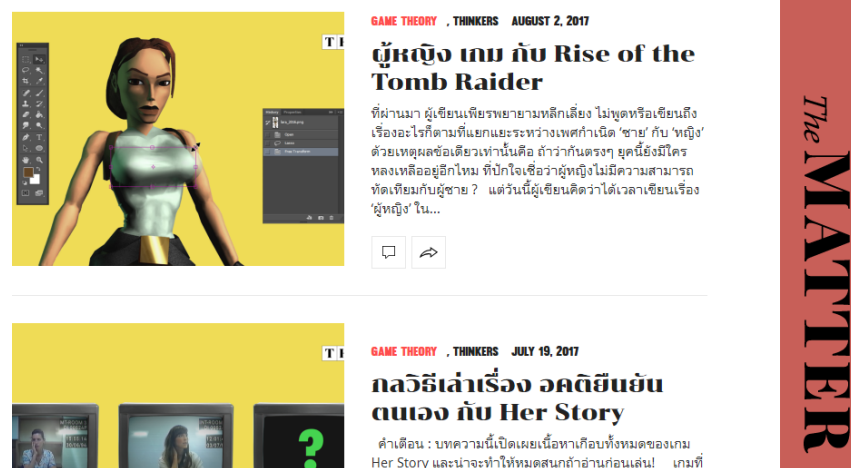 GAME THEORY , THINKERS AUGUST 2, 2017
ผู้หญิง เกม กับ Rise of the
Tomb Raider
ที่ผ่านมา ผู้เขียนเพียรพยายามหลีกเลี่ยง ไม่พูดหรือเขียนถึง
เรื่องอะไรก็ตามที่แยกแยะระหว่างเพศกำเนิด ‘ชาย’ กับ ‘หญิง’
ด้วยเหตุผลข้อเดียวเท่านั้นคือ ถ้าว่ากันตรงๆ ยุคนี้ยังมีใคร
หลงเหลืออยู่อีกไหม ที่ปักใจเชื่อว่าผู้หญิงไม่มีความสามารถ
ทัดเทียมกับผู้ชาย ? แต่วันนี้ผู้เขียนคิดว่าได้เวลาเขียนเรื่อง
‘ผู้หญิง’ ใน...
GAME THEORY , THINKERS JULY 19, 2017
กลวิธีเล่าเรื่อง อคติยืนยัน
ตนเอง กับ Her Story
คำเตือน : บทความนี้เปิดเผยเนื้อหาเกือบทั้งหมดของเกม
Her Story และน่าจะทำให้หมดสนุกถ้าอ่านก่อนเล่น! เกมที่
The MATTER
T
T
?
History
Open
Free Transform